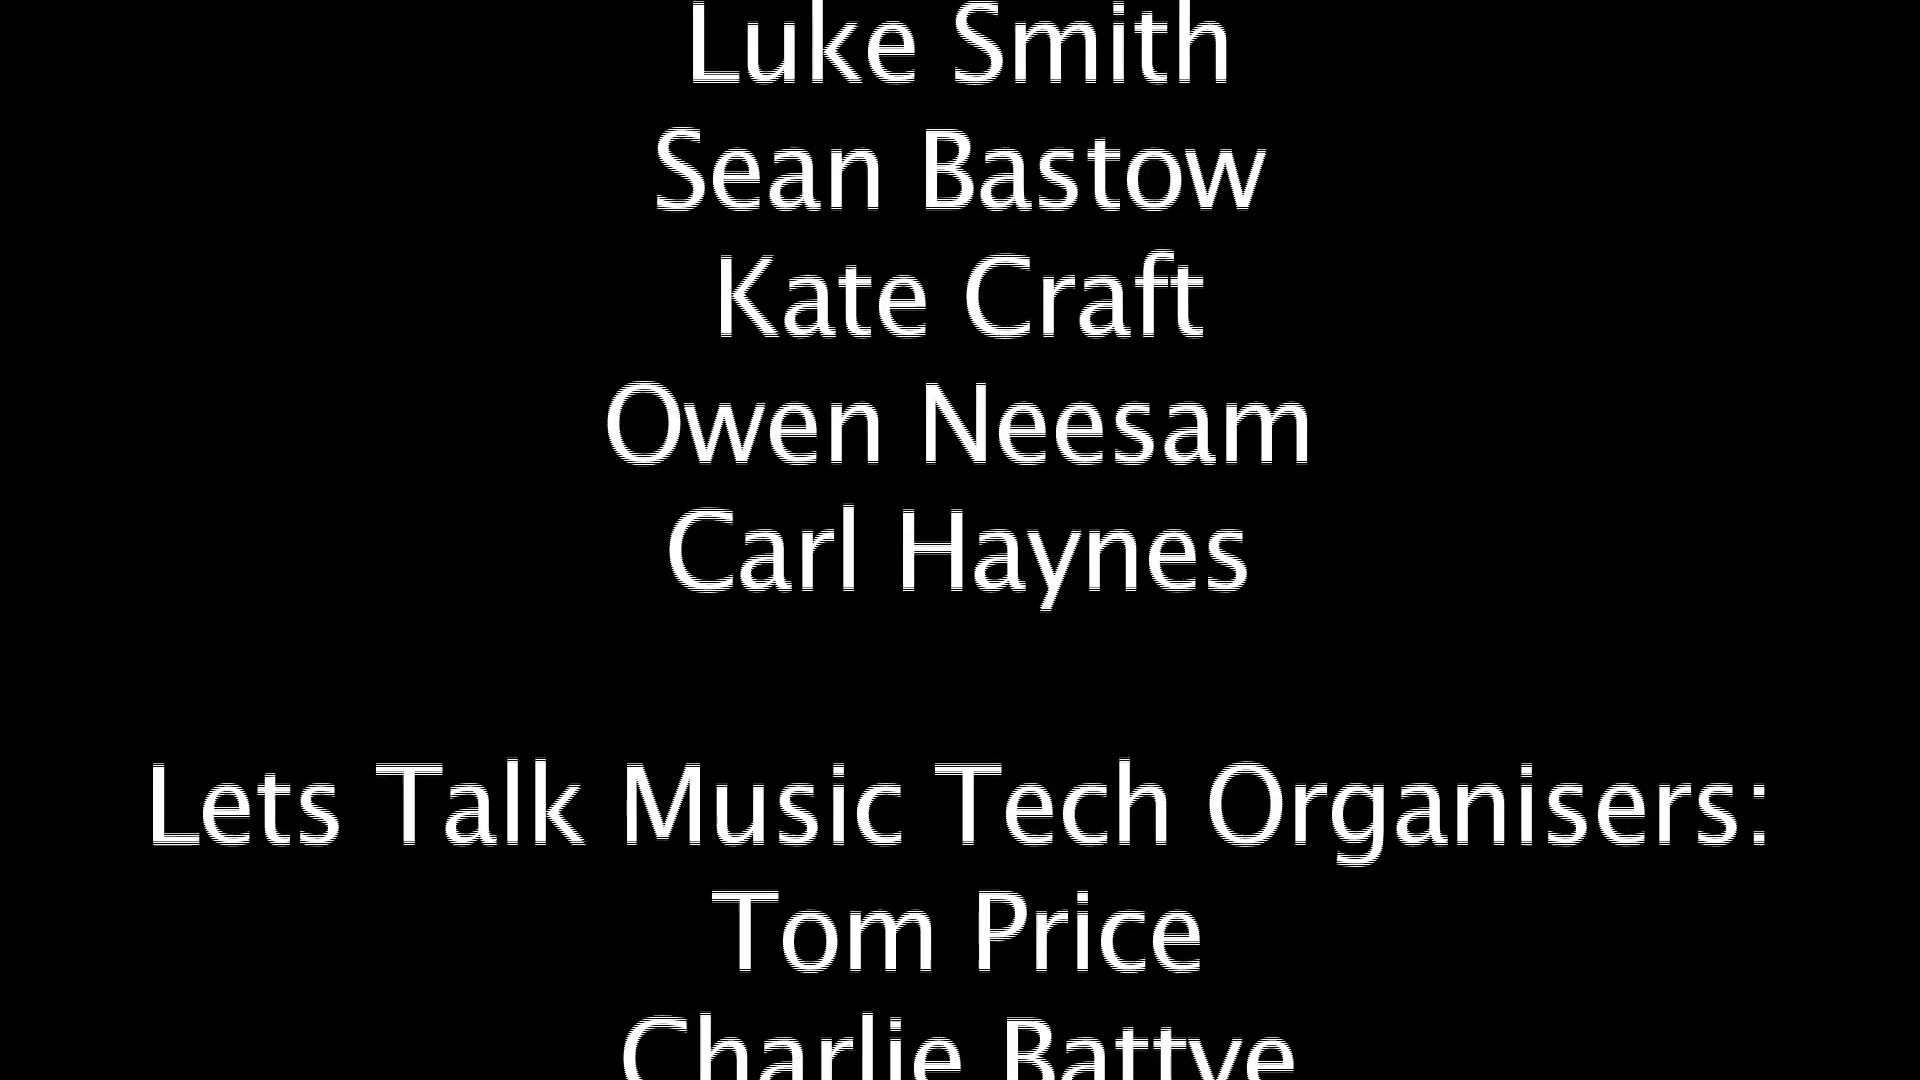 Luke Smith
Sean Bastow
Kate Craft
Owen Neesam
Carl Haynes
Lets Talk Music Tech Organisers:
Tom Price
Charlie Battye